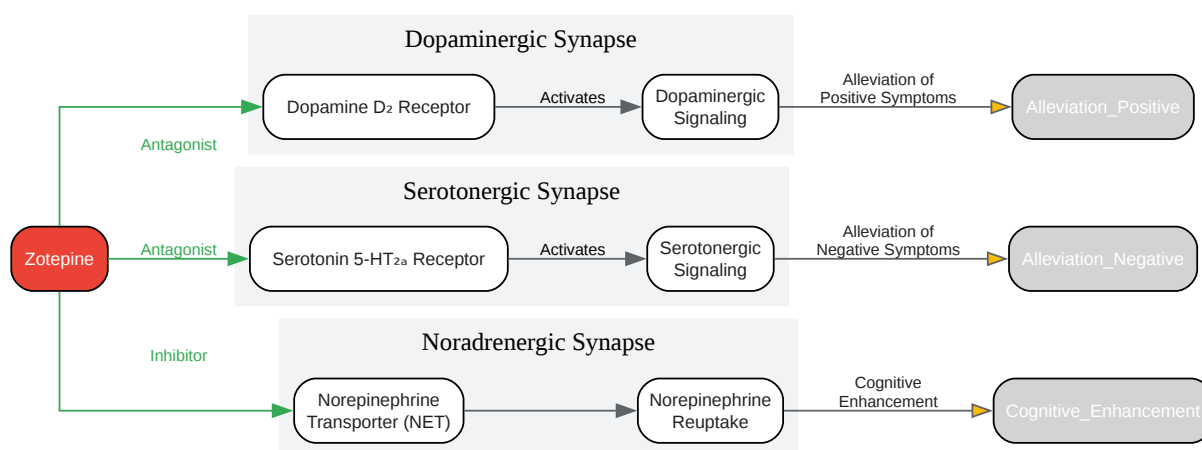 Dopaminergic Synapse
Dopamine D₂ Receptor
Activates
Dopaminergic
Signaling
Alleviation of
Positive Symptoms
Alleviation_Positive
Antagonist
Serotonergic Synapse
Zotepine
Antagonist
Serotonin 5-HT₂ₐ Receptor
Activates
Serotonergic
Signaling
Alleviation of
Negative Symptoms
Alleviation_Negative
Inhibitor
Noradrenergic Synapse
Norepinephrine
Transporter (NET)
Norepinephrine
Reuptake
Cognitive
Enhancement
Cognitive_Enhancement